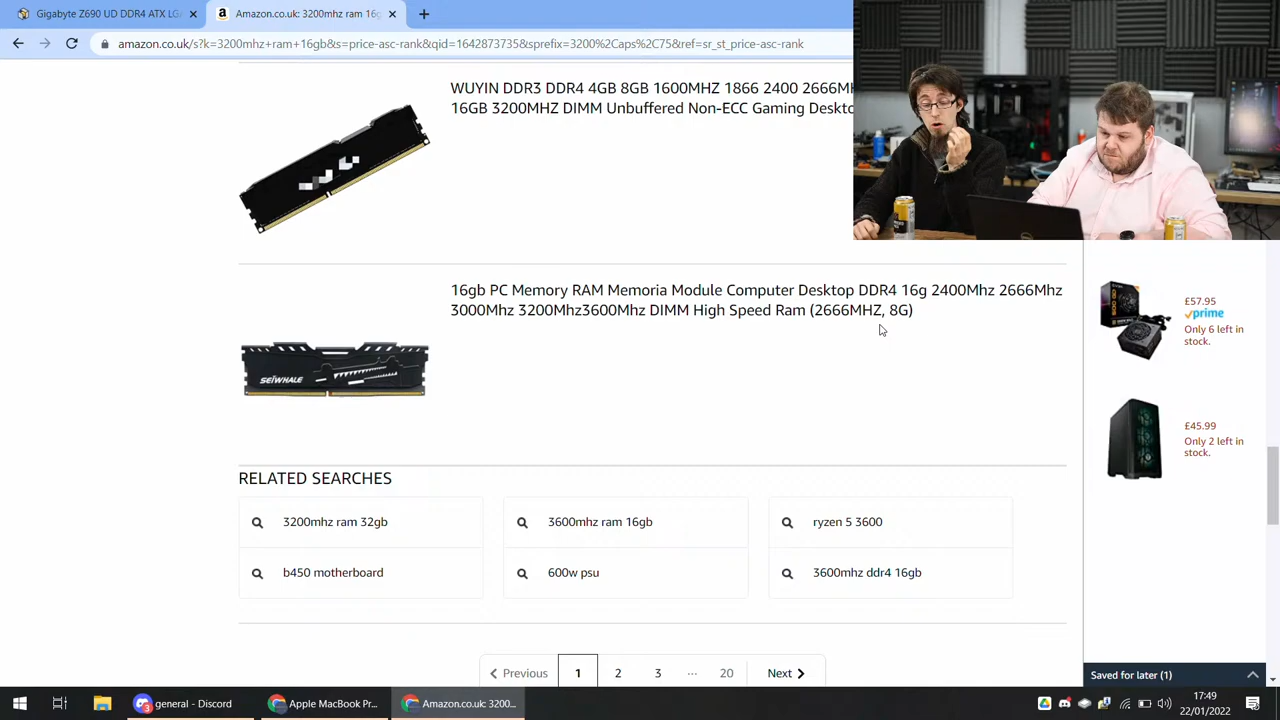 Gigabyte Z690 UD DDR4 ATX LG
Amazon.co.uk: 3200mhz ram 16g
amazon.co.uk/s?k=3200mhz+ram+16gb&s=price-asc-rank&qid=1642873735&sprefix=3200%2Caps%2C75&ref=sr_st_price-asc-rank
WUYIN DDR3 DDR4 4GB 8GB 1600MHZ 1866 2400 2666MH
16GB 3200MHZ DIMM Unbuffered Non-ECC Gaming Deskto
16gb PC Memory RAM Memoria Module Computer Desktop DDR4 16g 2400Mhz 2666Mhz
3000Mhz 3200Mhz3600Mhz DIMM High Speed Ram (2666MHZ, 8G)
SEIWHALE
£57.95
prime
Only 6 left in
stock.
£45.99
Only 2 left in
stock.
RELATED SEARCHES
3200mhz ram 32gb
3600mhz ram 16gb
ryzen 5 3600
b450 motherboard
600w psu
3600mhz ddr4 16gb
Previous
1
2
3
...
20
Next
Saved for later (1)
general - Discord
Apple MacBook Pr...
Amazon.co.uk: 3200...
17:49
22/01/2022